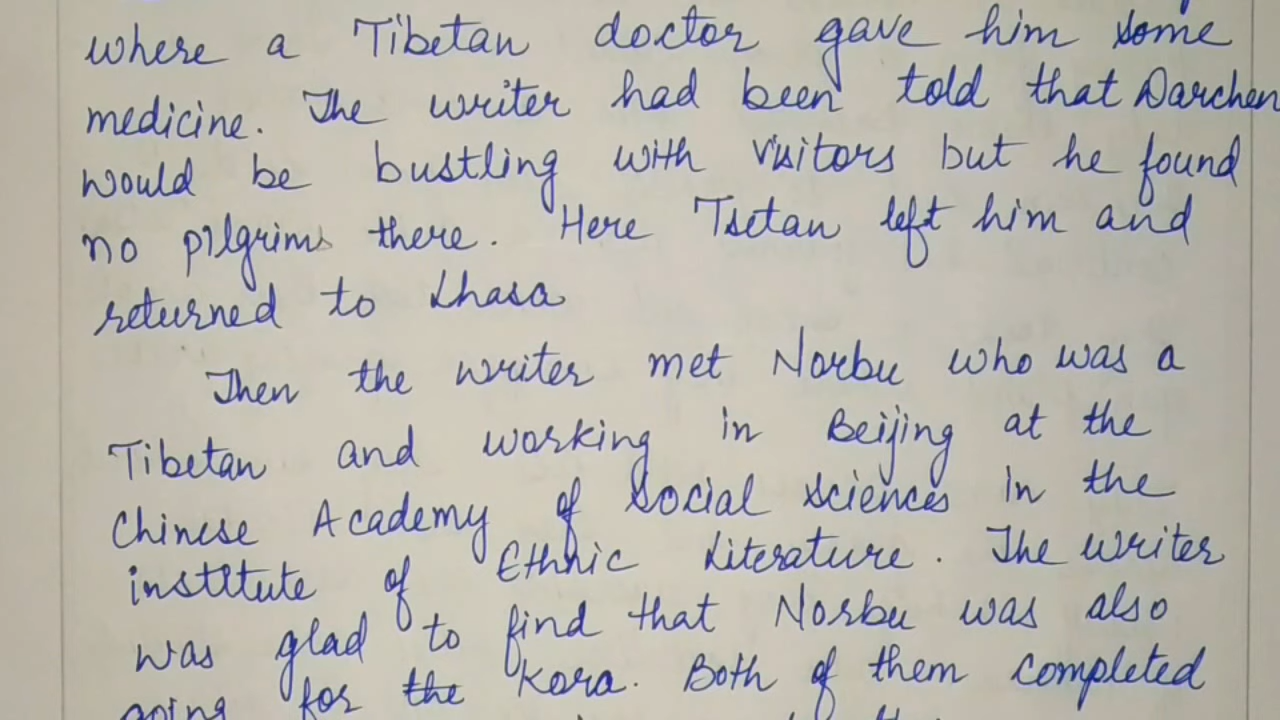 where a Tibetan doctor gave him some
medicine. The writer had been told that Darchen
would be bustling with visitors but he found
no pilgrims there. Here Tsetan left him and
returned to Lhasa
Then the writer met Norbu who was a
Tibetan and working in Beijing at the
Chinese Academy of Social Sciences in the
institute of Ethnic Literature. The writer
was glad to find that Norbu was also
going for the Kora. Both of them completed